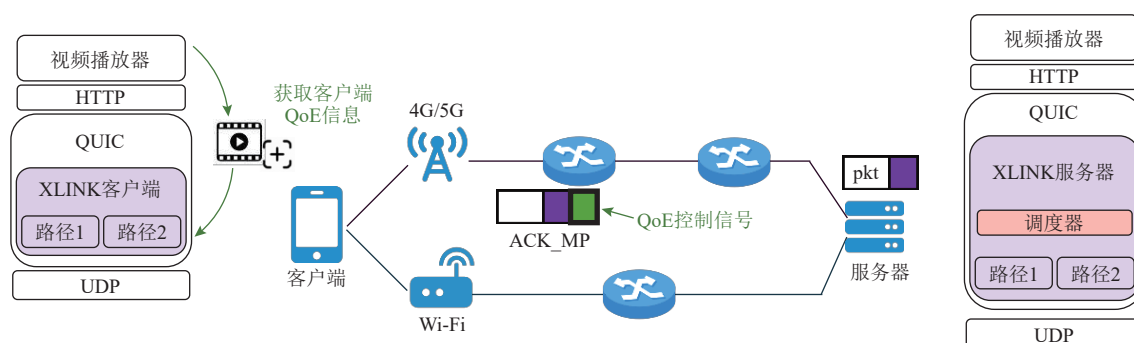 视频播放器
HTTP
QUIC
XLINK客户端
路径1
路径2
UDP
获取客户端
QoE信息
4G/5G
客户端
Wi-Fi
ACK_MP
QoE控制信号
pkt
服务器
视频播放器
HTTP
QUIC
XLINK服务器
调度器
路径1
路径2
UDP